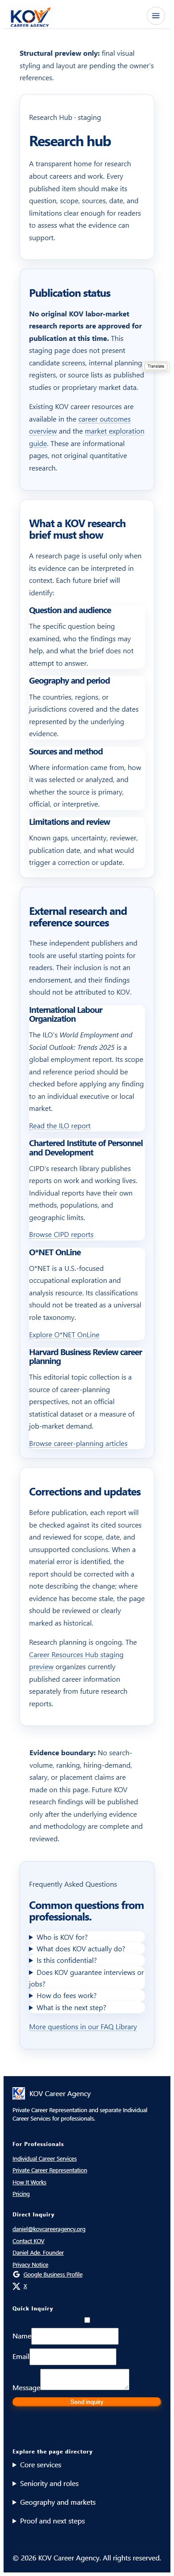 KOV
CAREER AGENCY
Structural preview only: final visual
styling and layout are pending the owner's
references.
Research Hub · staging
Research hub
A transparent home for research
about careers and work. Every
published item should make its
question, scope, sources, date, and
limitations clear enough for readers
to assess what the evidence can
support.
Publication status
No original KOV labor-market
research reports are approved for
publication at this time. This
staging page does not present
candidate screens, internal planning
registers, or source lists as published
studies or proprietary market data.
Translate
Existing KOV career resources are
available in the career outcomes
overview and the market exploration
guide. These are informational
pages, not original quantitative
research.
What a KOV research
brief must show
A research page is useful only when
its evidence can be interpreted in
context. Each future brief will
identify:
Question and audience
The specific question being
examined, who the findings may
help, and what the brief does not
attempt to answer.
Geography and period
The countries, regions, or
jurisdictions covered and the dates
represented by the underlying
evidence.
Sources and method
Where information came from, how
it was selected or analyzed, and
whether the source is primary,
official, or interpretive.
Limitations and review
Known gaps, uncertainty, reviewer,
publication date, and what would
trigger a correction or update.
External research and
reference sources
These independent publishers and
tools are useful starting points for
readers. Their inclusion is not an
endorsement, and their findings
should not be attributed to KOV.
International Labour
Organization
The ILO's World Employment and
Social Outlook: Trends 2025 is a
global employment report. Its scope
and reference period should be
checked before applying any finding
to an individual executive or local
market.
Read the ILO report
Chartered Institute of Personnel
and Development
CIPD's research library publishes
reports on work and working lives.
Individual reports have their own
methods, populations, and
geographic limits.
Browse CIPD reports
O*NET OnLine
O*NET is a U.S.-focused
occupational exploration and
analysis resource. Its classifications
should not be treated as a universal
role taxonomy.
Explore O*NET OnLine
Harvard Business Review career
planning
This editorial topic collection is a
source of career-planning
perspectives, not an official
statistical dataset or a measure of
job-market demand.
Browse career-planning articles
Corrections and updates
Before publication, each report will
be checked against its cited sources
and reviewed for scope, date, and
unsupported conclusions. When a
material error is identified, the
report should be corrected with a
note describing the change; where
evidence has become stale, the page
should be reviewed or clearly
marked as historical.
Research planning is ongoing. The
Career Resources Hub staging
preview organizes currently
published career information
separately from future research
reports.
Evidence boundary: No search-
volume, ranking, hiring-demand,
salary, or placement claims are
made on this page. Future KOV
research findings will be published
only after the underlying evidence
and methodology are complete and
reviewed.
Frequently Asked Questions
Common questions from
professionals.
Who is KOV for?
What does KOV actually do?
Is this confidential?
Does KOV guarantee interviews or
jobs?
How do fees work?
What is the next step?
More questions in our FAQ Library
KOV Career Agency
Private Career Representation and separate Individual
Career Services for professionals.
For Professionals
Individual Career Services
Private Career Representation
How It Works
Pricing
Direct Inquiry
daniel@kovcareeragency.org
Contact KOV
Daniel Ade, Founder
Privacy Notice
Google Business Profile
X
Quick Inquiry
Name
Email
Message
Send inquiry
Explore the page directory
Core services
Seniority and roles
Geography and markets
Proof and next steps
© 2026 KOV Career Agency. All rights reserved.